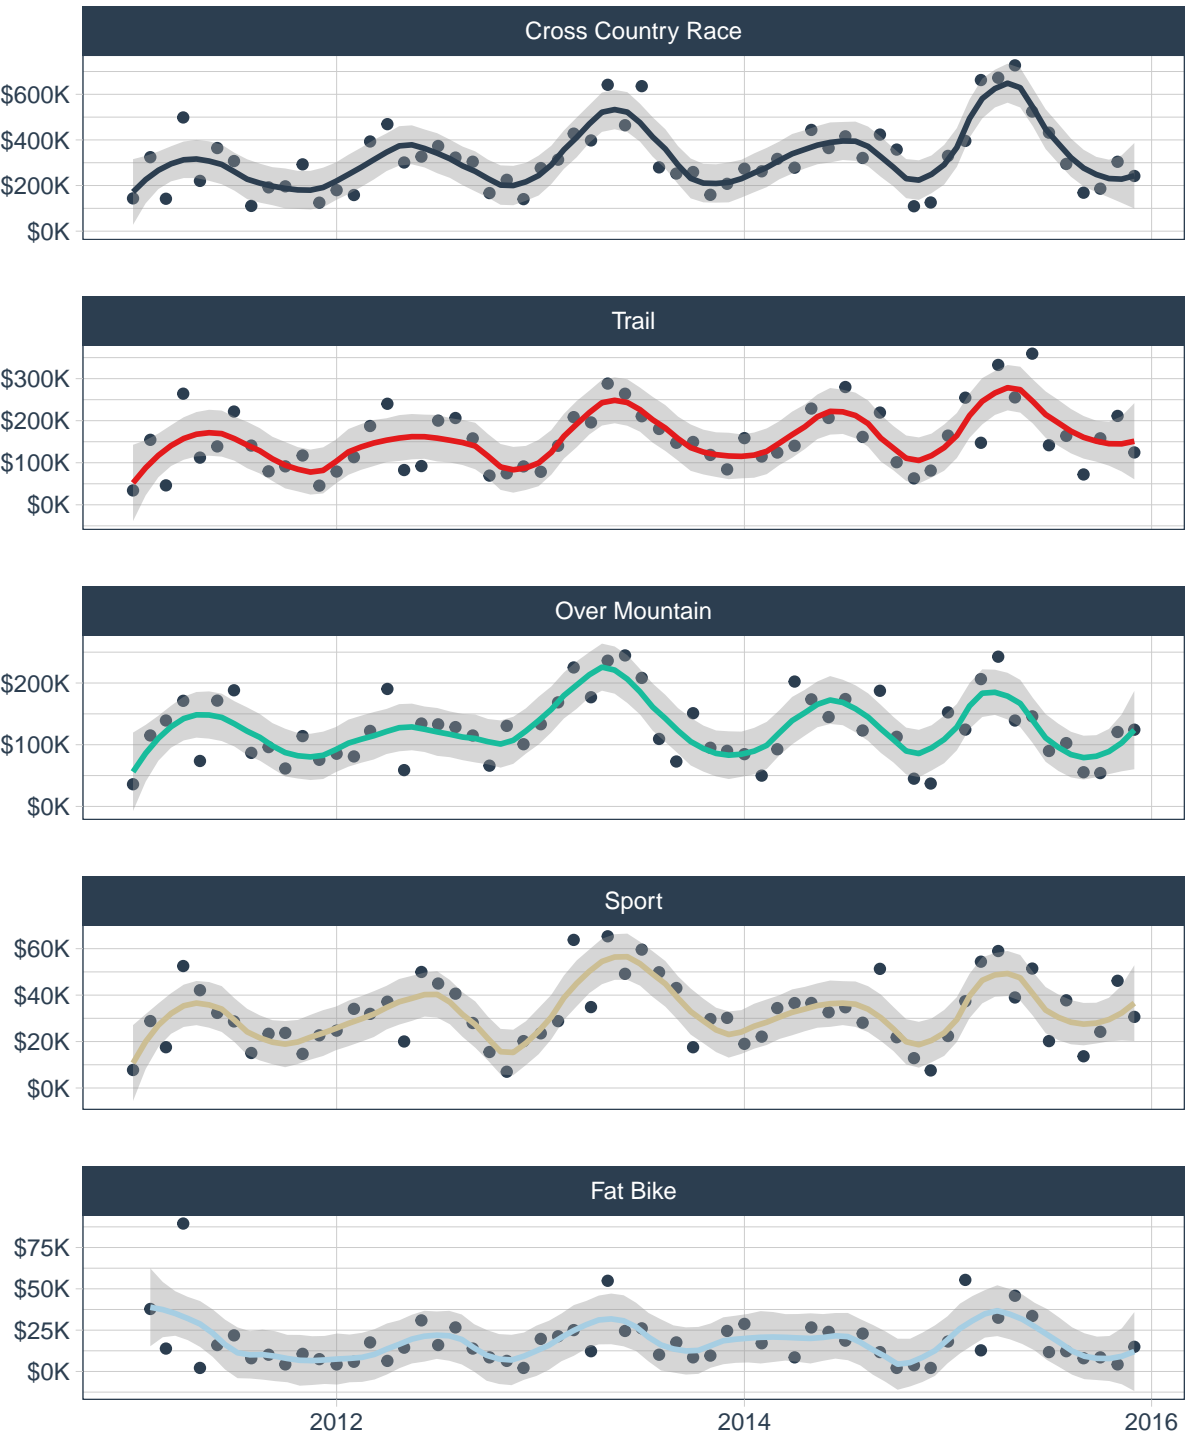 Cross Country Race
$600K
$400K
$200K
$0K
Trail
$300K
$200K
$100K
$0K
Over Mountain
$200K
$100K
$0K
Sport
$60K
$40K
$20K
$0K
Fat Bike
$75K
$50K
$25K
$0K
2012 2014 2016